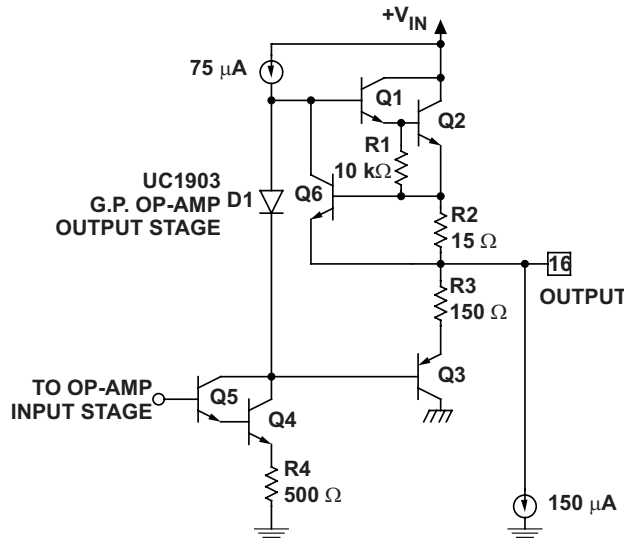 +V_IN
75 μA
Q1
Q2
R1
10 kΩ
UC1903
G.P. OP-AMP
OUTPUT STAGE
D1
Q6
R2
15 Ω
16
OUTPUT
R3
150 Ω
Q3
TO OP-AMP
INPUT STAGE
Q5
Q4
R4
500 Ω
150 μA